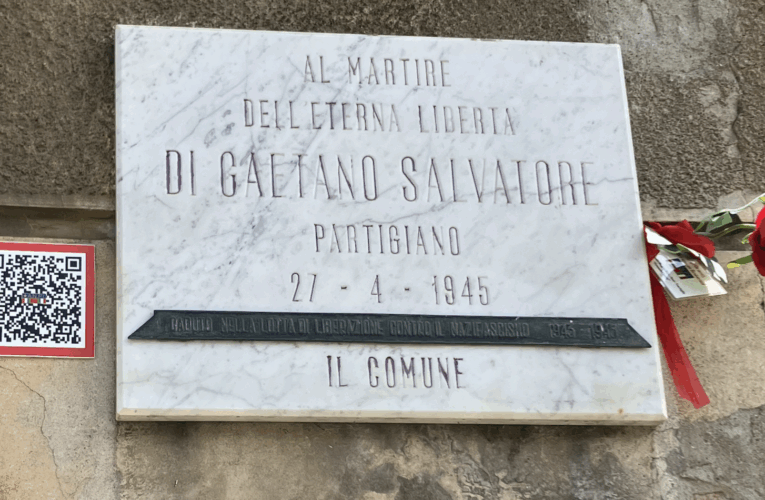 AL MARTIRE
DELL'ETERNA LIBERTA
DI GAETANO SALVATORE
PARTIGIANO
27 - 4 - 1945
CADUTO NELLA LOTTA DI LIBERAZIONE CONTRO IL NAZIFASCISMO 1943-1945
IL COMUNE